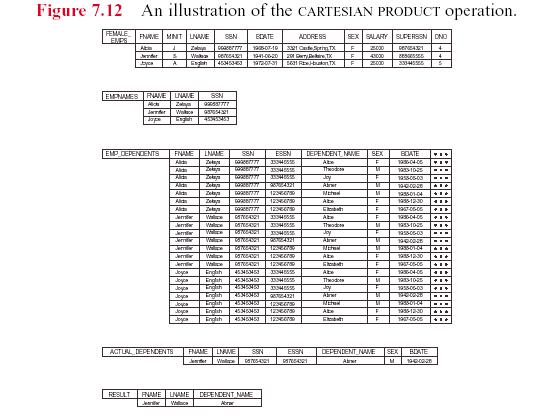 Figure 7.12 An illustration of the CARTESIAN PRODUCT operation.
FEMALE_EMPS FNAME MINIT LNAME SSN BDATE ADDRESS SEX SALARY SUPERSSN DNO
Alicia J Zelaya 999887777 1968-07-19 3321 Castle,Spring,TX F 25000 987654321 4
Jennifer S Wallace 987654321 1941-06-20 291 Berry,Bellaire,TX F 43000 888665555 4
Joyce A English 453453453 1972-07-31 5631 Rice,Houston,TX F 25000 333445555 5
EMPNAMES FNAME LNAME SSN
Alicia Zelaya 999887777
Jennifer Wallace 987654321
Joyce English 453453453
EMP_DEPENDENTS FNAME LNAME SSN ESSN DEPENDENT_NAME SEX BDATE • • •
Alicia Zelaya 999887777 333445555 Alice F 1986-04-05 • • •
Alicia Zelaya 999887777 333445555 Theodore M 1983-10-25 • • •
Alicia Zelaya 999887777 333445555 Joy F 1958-05-03 • • •
Alicia Zelaya 999887777 987654321 Abner M 1942-02-28 • • •
Alicia Zelaya 999887777 123456789 Michael M 1988-01-04 • • •
Alicia Zelaya 999887777 123456789 Alice F 1988-12-30 • • •
Alicia Zelaya 999887777 123456789 Elizabeth F 1967-05-05 • • •
Jennifer Wallace 987654321 333445555 Alice F 1986-04-05 • • •
Jennifer Wallace 987654321 333445555 Theodore M 1983-10-25 • • •
Jennifer Wallace 987654321 333445555 Joy F 1958-05-03 • • •
Jennifer Wallace 987654321 987654321 Abner M 1942-02-28 • • •
Jennifer Wallace 987654321 123456789 Michael M 1988-01-04 • • •
Jennifer Wallace 987654321 123456789 Alice F 1988-12-30 • • •
Jennifer Wallace 987654321 123456789 Elizabeth F 1967-05-05 • • •
Joyce English 453453453 333445555 Alice F 1986-04-05 • • •
Joyce English 453453453 333445555 Theodore M 1983-10-25 • • •
Joyce English 453453453 333445555 Joy F 1958-05-03 • • •
Joyce English 453453453 987654321 Abner M 1942-02-28 • • •
Joyce English 453453453 123456789 Michael M 1988-01-04 • • •
Joyce English 453453453 123456789 Alice F 1988-12-30 • • •
Joyce English 453453453 123456789 Elizabeth F 1967-05-05 • • •
ACTUAL_DEPENDENTS FNAME LNAME SSN ESSN DEPENDENT_NAME SEX BDATE
Jennifer Wallace 987654321 987654321 Abner M 1942-02-28
RESULT FNAME LNAME DEPENDENT_NAME
Jennifer Wallace Abner